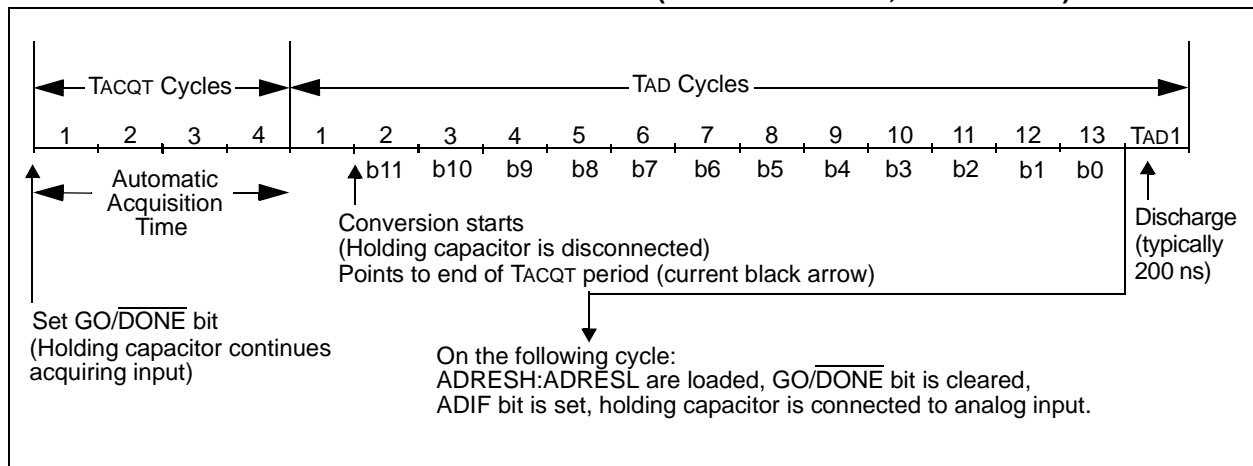 TACQT Cycles TAD Cycles
1 2 3 4 1 2 3 4 5 6 7 8 9 10 11 12 13 TAD1
b11 b10 b9 b8 b7 b6 b5 b4 b3 b2 b1 b0
Automatic
Acquisition
Time
Conversion starts
(Holding capacitor is disconnected)
Points to end of TACQT period (current black arrow)
Discharge
(typically
200 ns)
Set GO/DONE bit
(Holding capacitor continues
acquiring input)
On the following cycle:
ADRESH:ADRESL are loaded, GO/DONE bit is cleared,
ADIF bit is set, holding capacitor is connected to analog input.